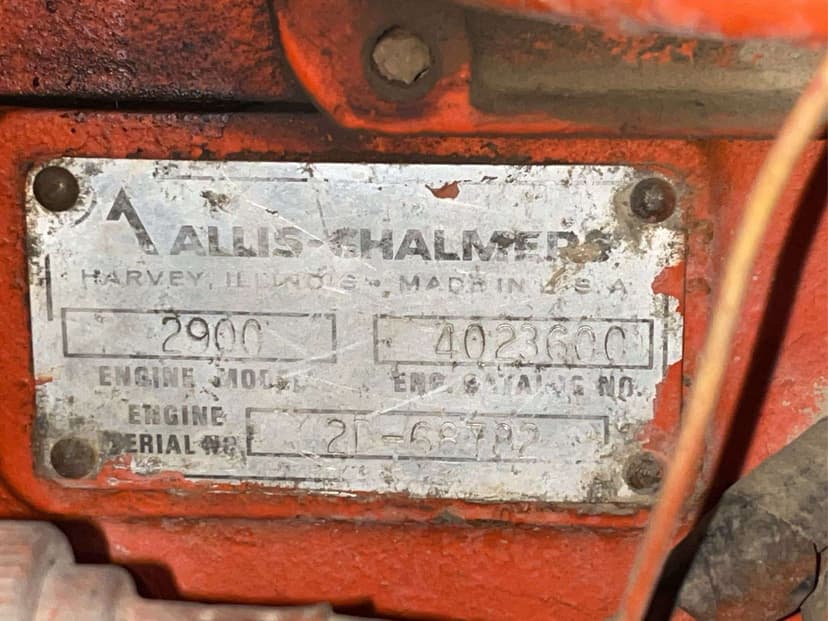 ALLIS-CHALMERS
HARVEY, ILLINOIS - MADE IN U.S.A.
2900 4023600
ENGINE MODEL ENG. CATALOG NO.
ENGINE
SERIAL NO.